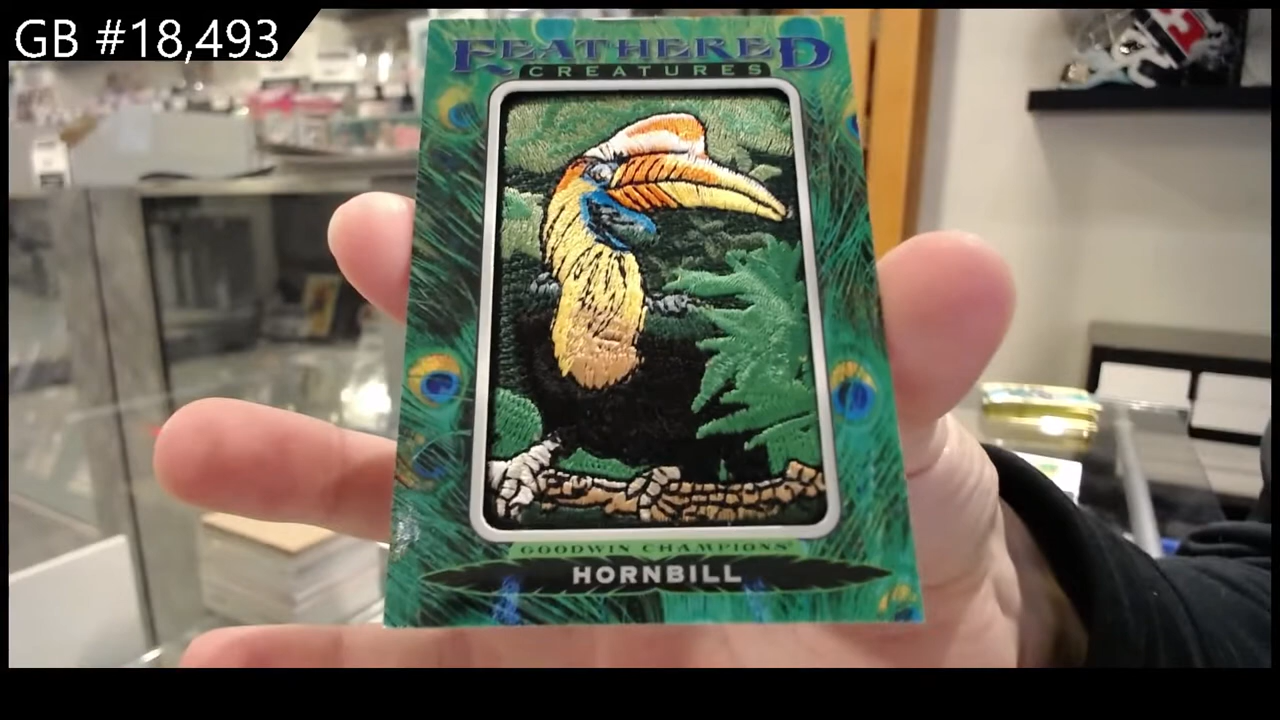 GB #18,493
FEATHERED
CREATURES
GOODWIN CHAMPIONS
HORNBILL